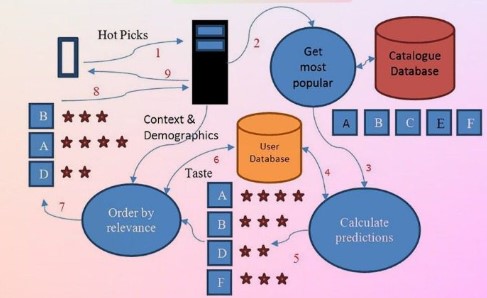 Hot Picks
1
2
9
8
Get
most
popular
Catalogue
Database
A B C E F
B
A
D
Context &
Demographics
6
Taste
User
Database
4
3
A
B
D
F
Order by
relevance
7
Calculate
predictions
5